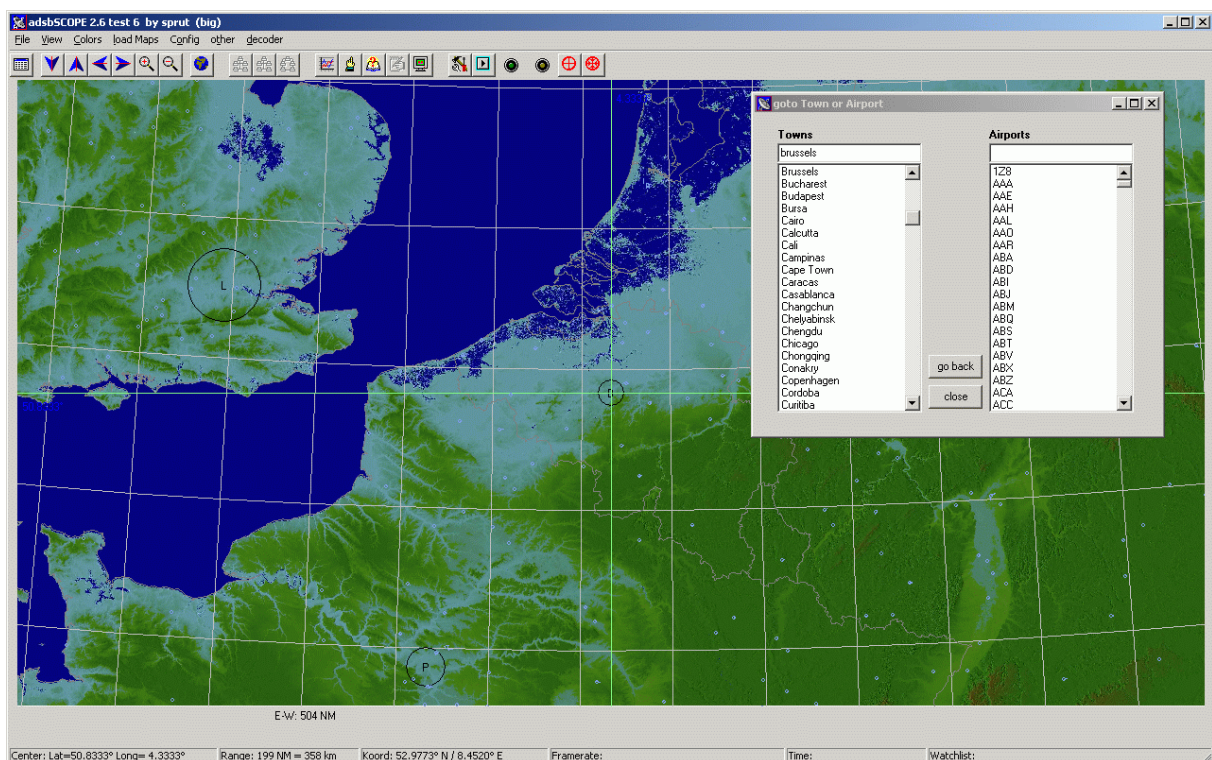 adsbSCOPE 2.6 test 6 by sprut (big)
File View Colors load Maps Config other decoder
goto Town or Airport
Towns
brussels
Brussels
Bucharest
Budapest
Bursa
Cairo
Calcutta
Cali
Campinas
Cape Town
Caracas
Casablanca
Changchun
Chelyabinsk
Chengdu
Chicago
Chongqing
Conakry
Copenhagen
Cordoba
Curitiba
go back
close
Airports
1Z8
AAA
AAE
AAH
AAL
AAO
AAR
ABA
ABD
ABI
ABJ
ABM
ABQ
ABS
ABT
ABV
ABX
ABZ
ACA
ACC
L
P
E-W: 504 NM
Center: Lat=50.8333° Long= 4.3333° Range: 199 NM = 358 km Koord: 52.9773° N / 8.4520° E Framerate: Time: Watchlist: